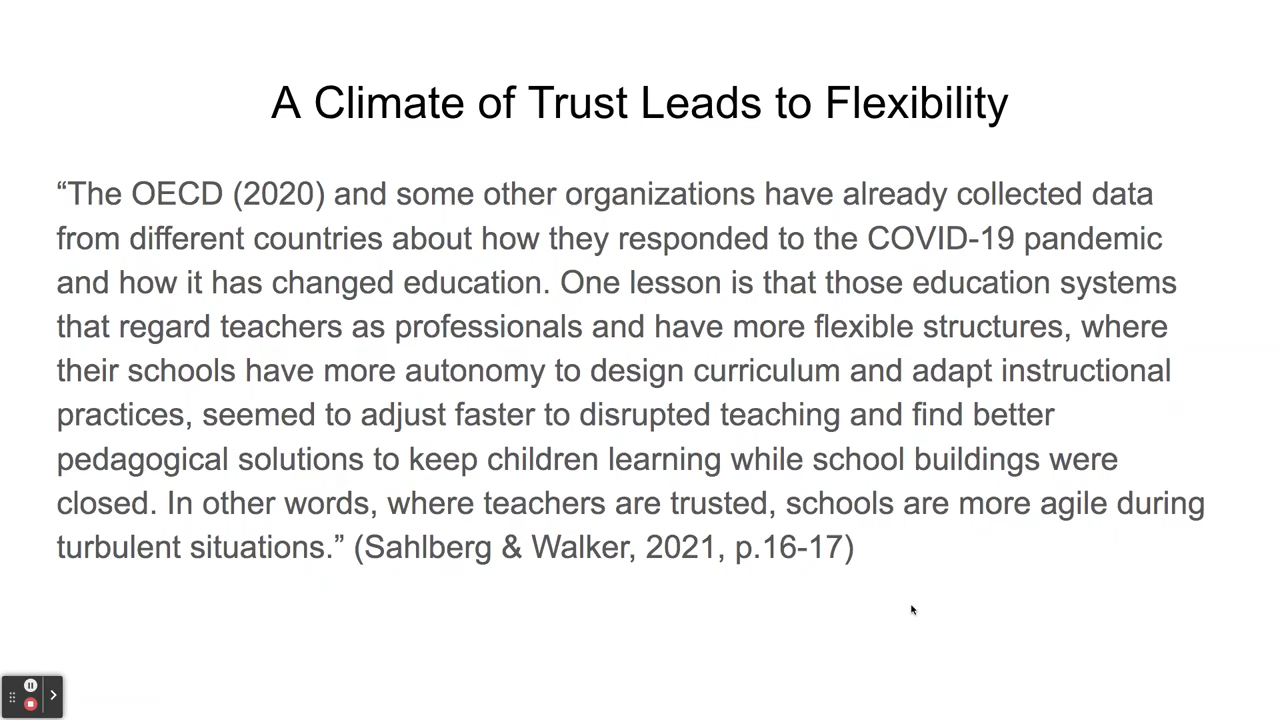 A Climate of Trust Leads to Flexibility
“The OECD (2020) and some other organizations have already collected data
from different countries about how they responded to the COVID-19 pandemic
and how it has changed education. One lesson is that those education systems
that regard teachers as professionals and have more flexible structures, where
their schools have more autonomy to design curriculum and adapt instructional
practices, seemed to adjust faster to disrupted teaching and find better
pedagogical solutions to keep children learning while school buildings were
closed. In other words, where teachers are trusted, schools are more agile during
turbulent situations.” (Sahlberg & Walker, 2021, p.16-17)